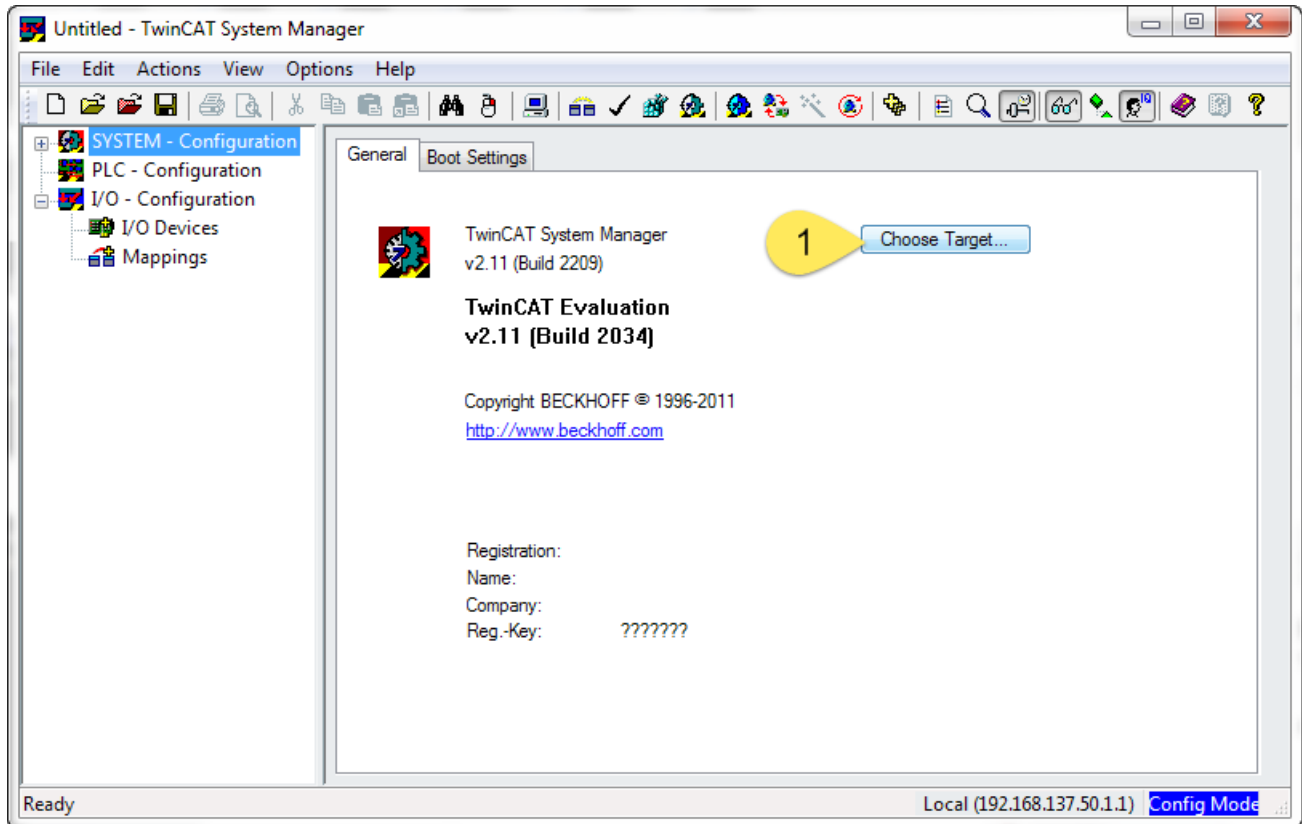 Untitled - TwinCAT System Manager
File Edit Actions View Options Help
SYSTEM - Configuration
PLC - Configuration
I/O - Configuration
I/O Devices
Mappings
General Boot Settings
TwinCAT System Manager
v2.11 (Build 2209)
1
Choose Target...
TwinCAT Evaluation
v2.11 (Build 2034)
Copyright BECKHOFF © 1996-2011
http://www.beckhoff.com
Registration:
Name:
Company:
Reg.-Key: ???????
Ready Local (192.168.137.50.1.1) Config Mode